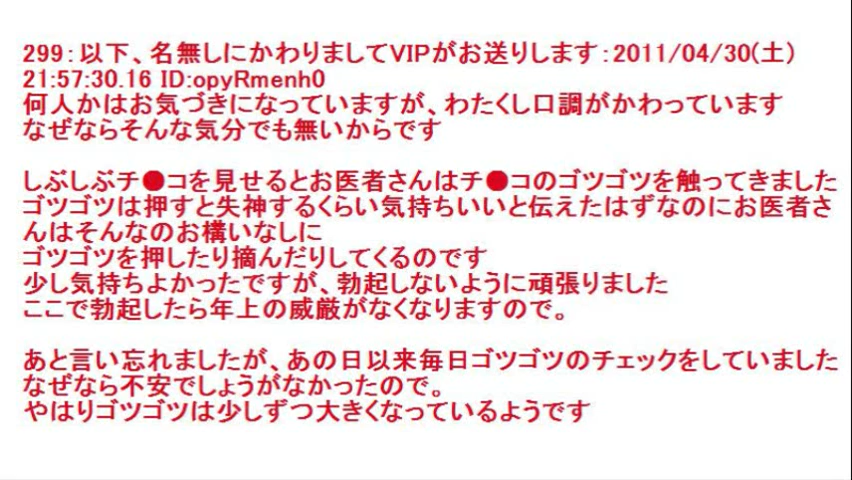 299：以下、名無しにかわりましてVIPがお送りします：2011/04/30(土)
21:57:30.16 ID:opyRmenh0
何人かはお気づきになっていますが、わたくし口調がかわっています
なぜならそんな気分でも無いからです
しぶしぶチ●コを見せるとお医者さんはチ●コのゴツゴツを触ってきました
ゴツゴツは押すと失神するくらい気持ちいいと伝えたはずなのにお医者さ
んはそんなのお構いなしに
ゴツゴツを押したり摘んだりしてくるのです
少し気持ちよかったですが、勃起しないように頑張りました
ここで勃起したら年上の威厳がなくなりますので。
あと言い忘れましたが、あの日以来毎日ゴツゴツのチェックをしていました
なぜなら不安でしょうがなかったので。
やはりゴツゴツは少しずつ大きくなっているようです